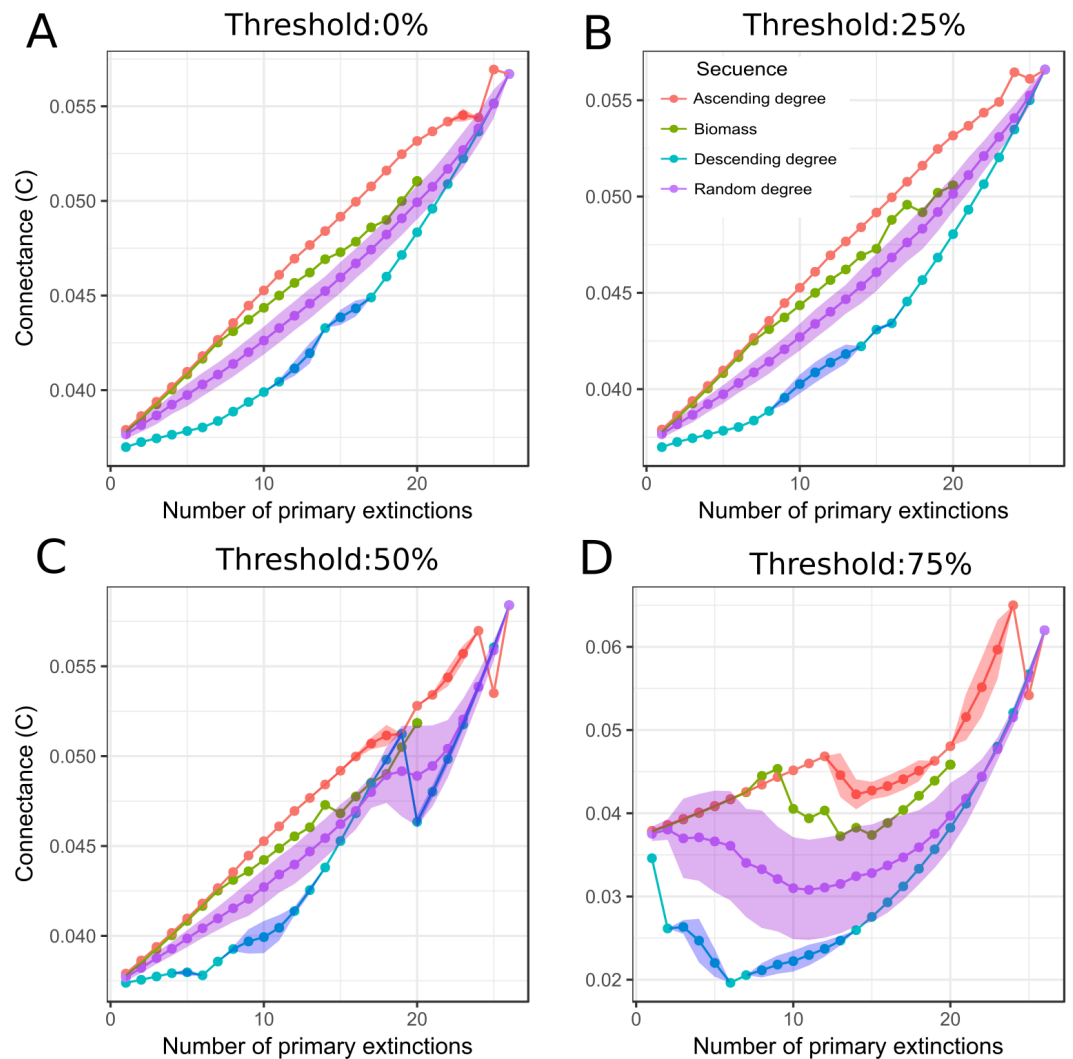 A
Threshold:0%
0.055
0.050
0.045
0.040
Connectance (C)
0
10
20
Number of primary extinctions
B
Threshold:25%
Secuence
Ascending degree
Biomass
Descending degree
Random degree
0.055
0.050
0.045
0.040
0
10
20
Number of primary extinctions
C
Threshold:50%
0.055
0.050
0.045
0.040
Connectance (C)
0
10
20
Number of primary extinctions
D
Threshold:75%
0.06
0.05
0.04
0.03
0.02
0
10
20
Number of primary extinctions